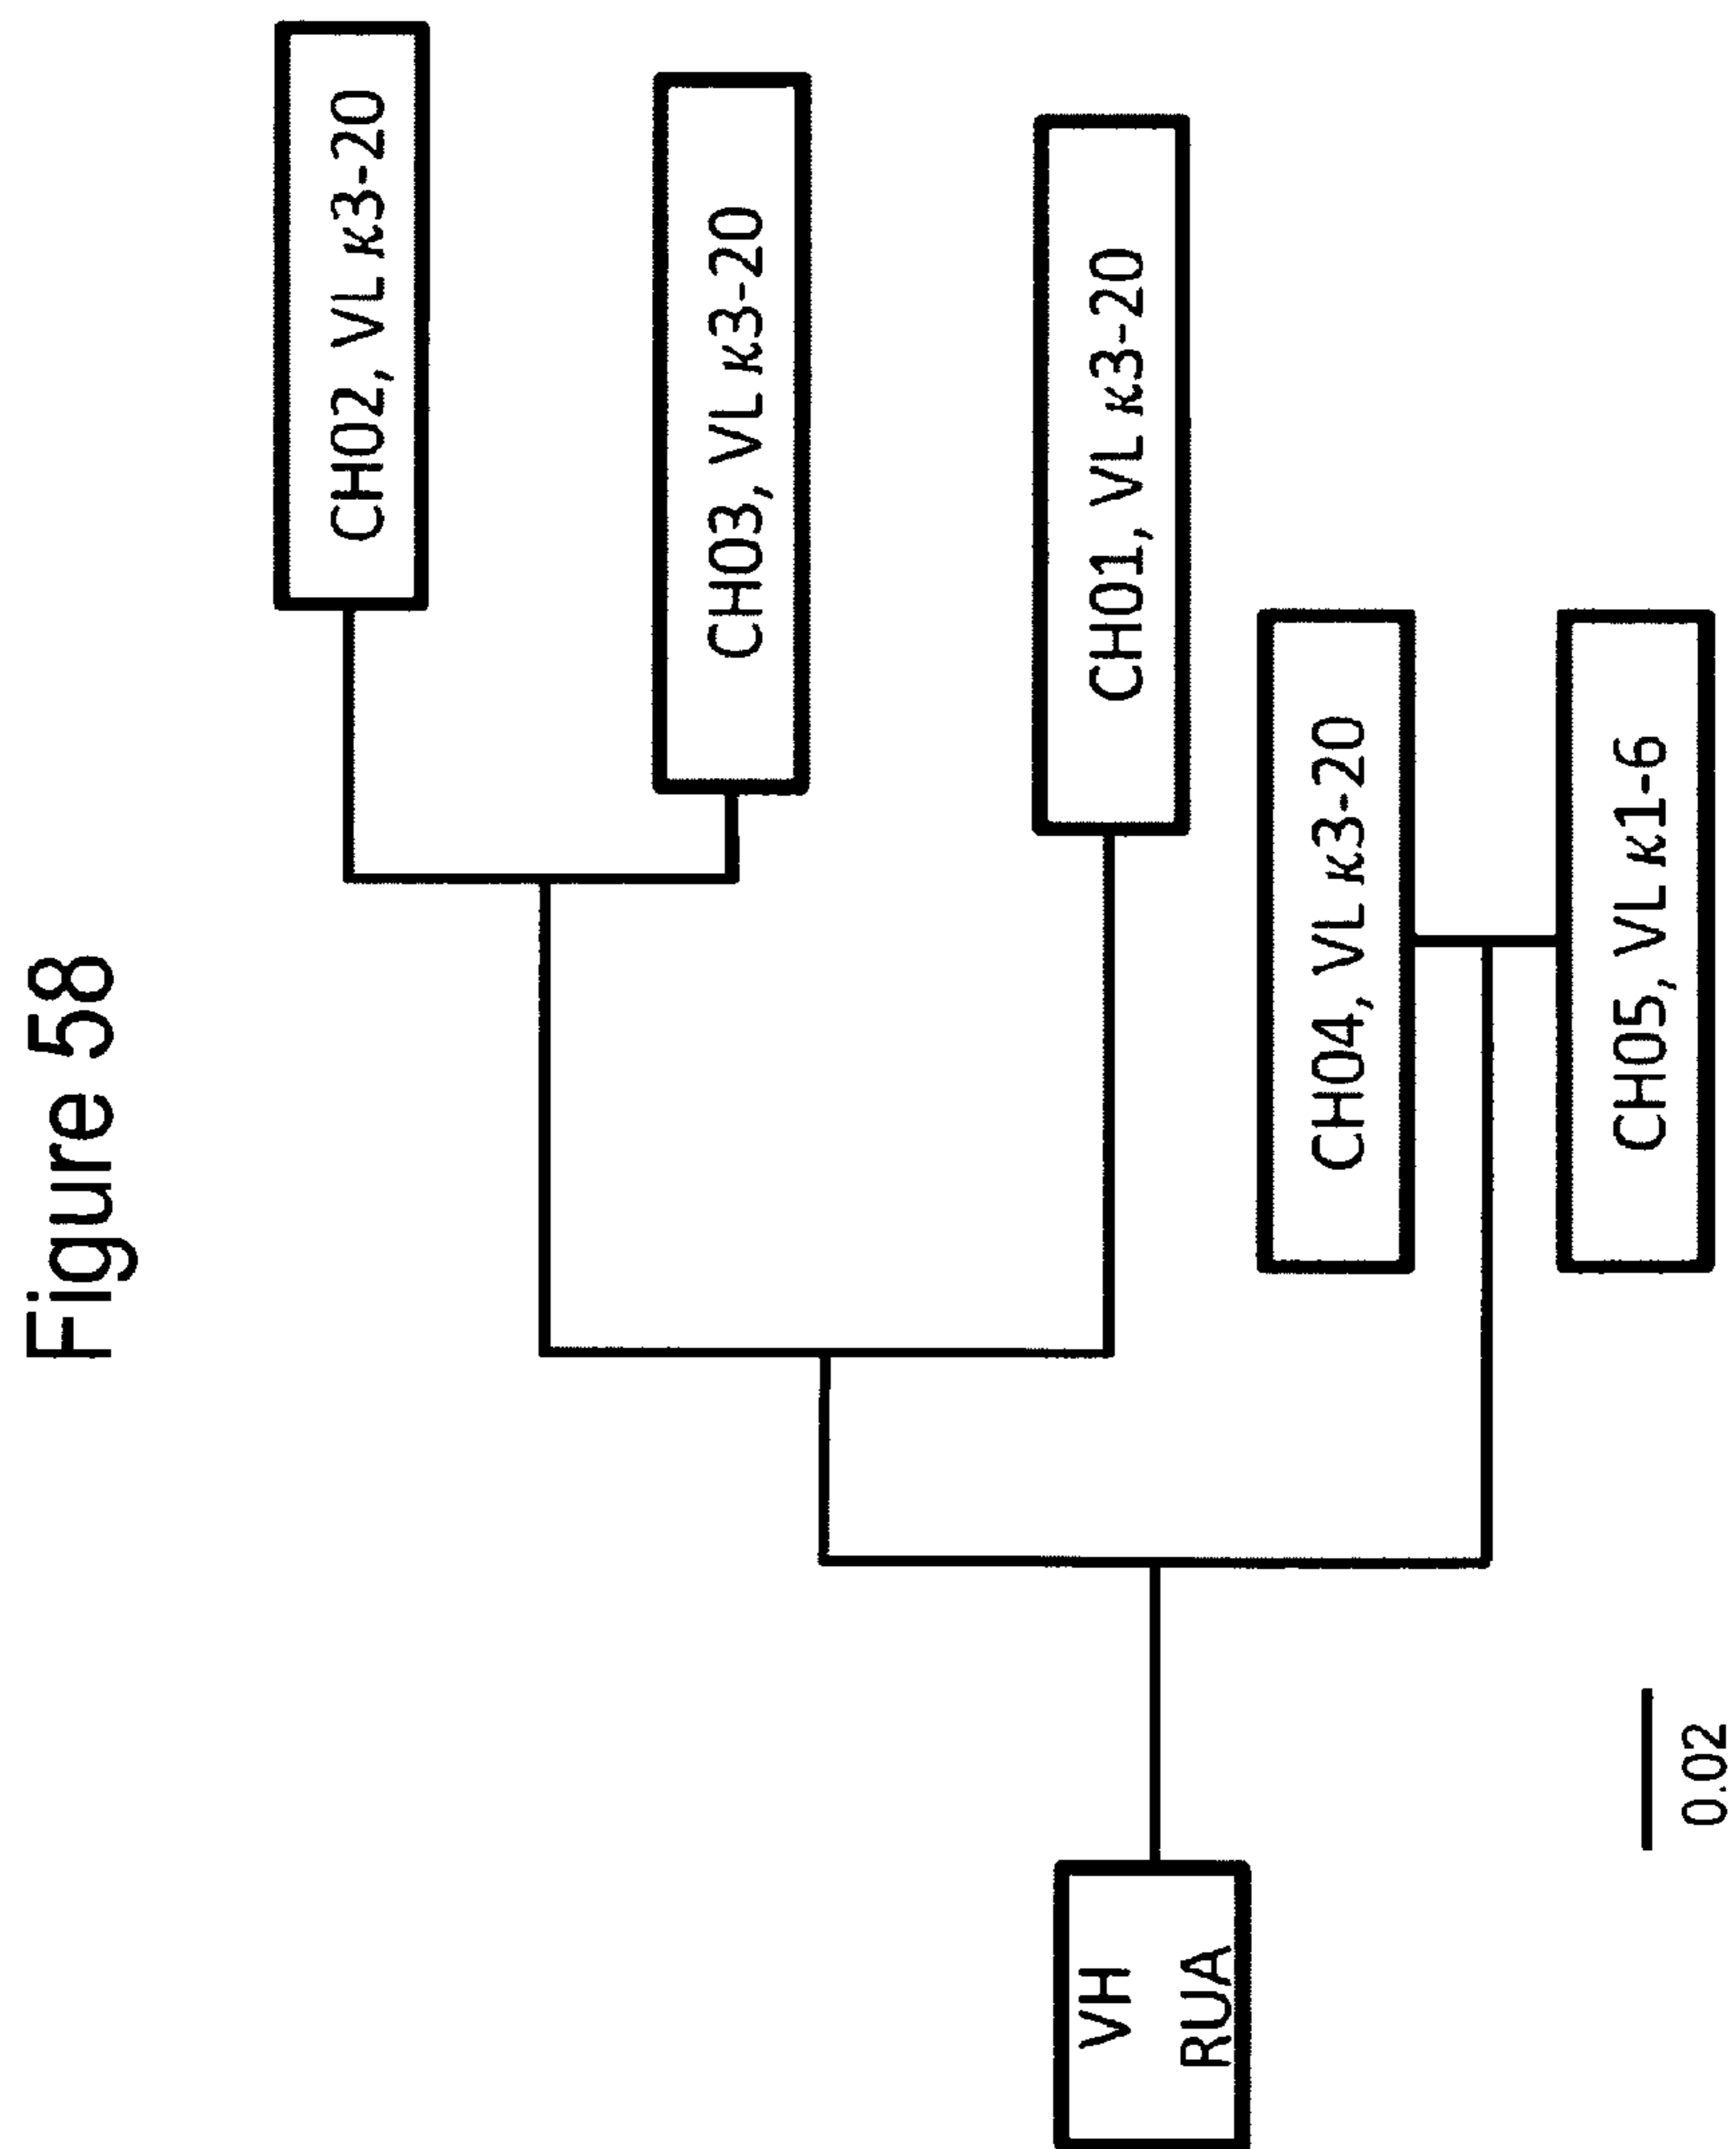 Figure 58
CH02, VL κ3-20
CH03, VL κ3-20
CH01, VL κ3-20
CH04, VL κ3-20
CH05, VL κ1-6
VH
RUA
0.02